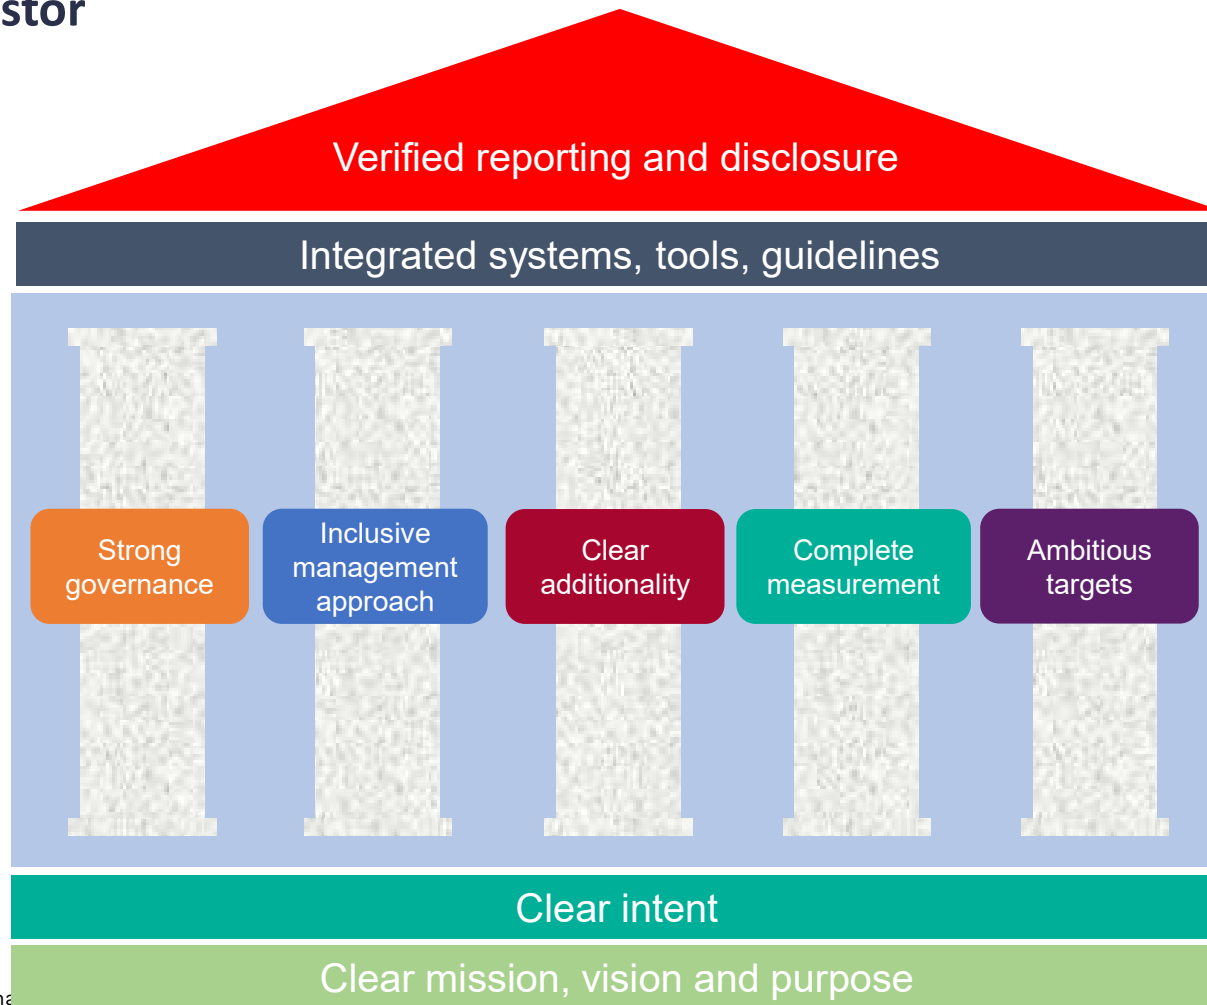 stor
Verified reporting and disclosure
Integrated systems, tools, guidelines
Strong
governance
Inclusive
management
approach
Clear
additionality
Complete
measurement
Ambitious
targets
Clear intent
Clear mission, vision and purpose